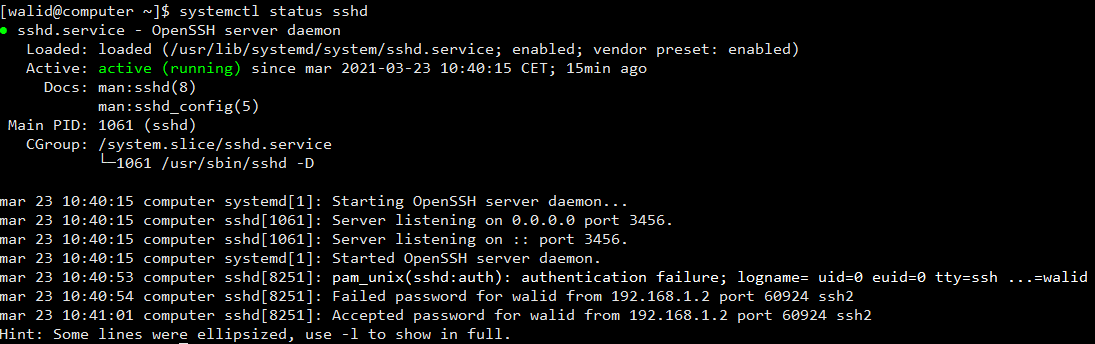 [walid@computer ~]$ systemctl status sshd
● sshd.service - OpenSSH server daemon
   Loaded: loaded (/usr/lib/systemd/system/sshd.service; enabled; vendor preset: enabled)
   Active: active (running) since mar 2021-03-23 10:40:15 CET; 15min ago
     Docs: man:sshd(8)
           man:sshd_config(5)
 Main PID: 1061 (sshd)
   CGroup: /system.slice/sshd.service
           └─1061 /usr/sbin/sshd -D

mar 23 10:40:15 computer systemd[1]: Starting OpenSSH server daemon...
mar 23 10:40:15 computer sshd[1061]: Server listening on 0.0.0.0 port 3456.
mar 23 10:40:15 computer sshd[1061]: Server listening on :: port 3456.
mar 23 10:40:15 computer systemd[1]: Started OpenSSH server daemon.
mar 23 10:40:53 computer sshd[8251]: pam_unix(sshd:auth): authentication failure; logname= uid=0 euid=0 tty=ssh ...=walid
mar 23 10:40:54 computer sshd[8251]: Failed password for walid from 192.168.1.2 port 60924 ssh2
mar 23 10:41:01 computer sshd[8251]: Accepted password for walid from 192.168.1.2 port 60924 ssh2
Hint: Some lines were ellipsized, use -l to show in full.